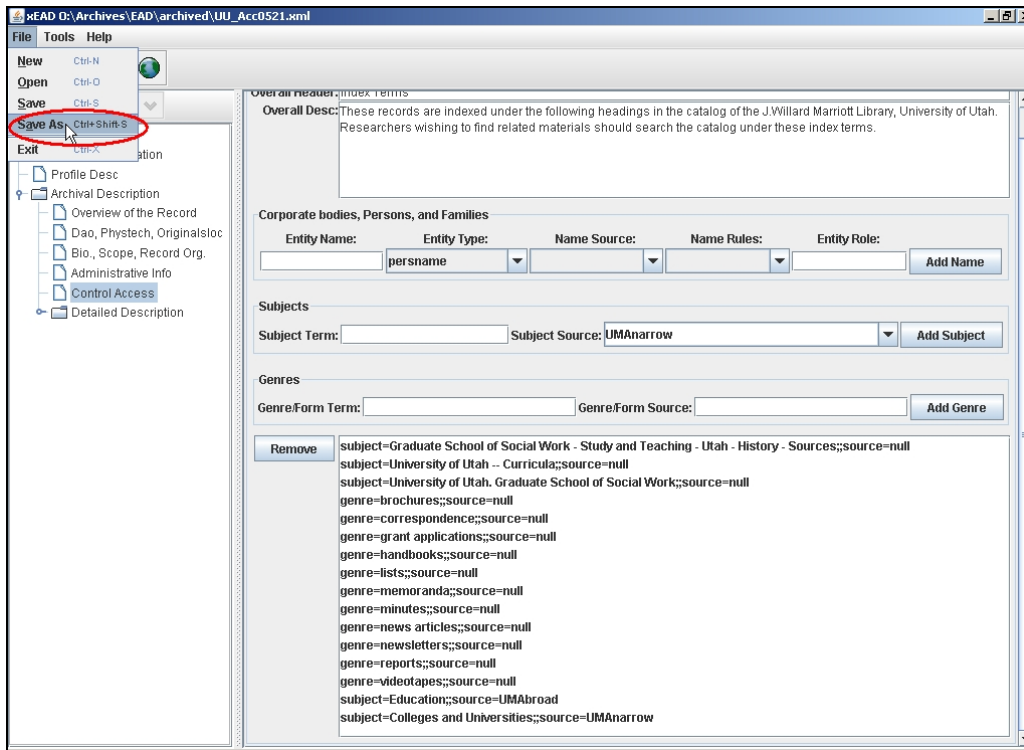 xEAD O:\Archives\EAD\archived\UU_Acc0521.xml
File Tools Help
New Ctrl-N
Open Ctrl-O
Save Ctrl-S
Save As Ctrl+Shift-S
Exit Ctrl-X
ation
Profile Desc
Archival Description
Overview of the Record
Dao, Phystech, Originalsloc
Bio., Scope, Record Org.
Administrative Info
Control Access
Detailed Description
Overall Header: Index Terms
Overall Desc: These records are indexed under the following headings in the catalog of the J.Willard Marriott Library, University of Utah.
Researchers wishing to find related materials should search the catalog under these index terms.
Corporate bodies, Persons, and Families
Entity Name: Entity Type: Name Source: Name Rules: Entity Role:
persname Add Name
Subjects
Subject Term: Subject Source: UMAnarrow Add Subject
Genres
Genre/Form Term: Genre/Form Source: Add Genre
Remove
subject=Graduate School of Social Work - Study and Teaching - Utah - History - Sources;;source=null
subject=University of Utah -- Curricula;;source=null
subject=University of Utah. Graduate School of Social Work;;source=null
genre=brochures;;source=null
genre=correspondence;;source=null
genre=grant applications;;source=null
genre=handbooks;;source=null
genre=lists;;source=null
genre=memoranda;;source=null
genre=minutes;;source=null
genre=news articles;;source=null
genre=newsletters;;source=null
genre=reports;;source=null
genre=videotapes;;source=null
subject=Education;;source=UMAbroad
subject=Colleges and Universities;;source=UMAnarrow